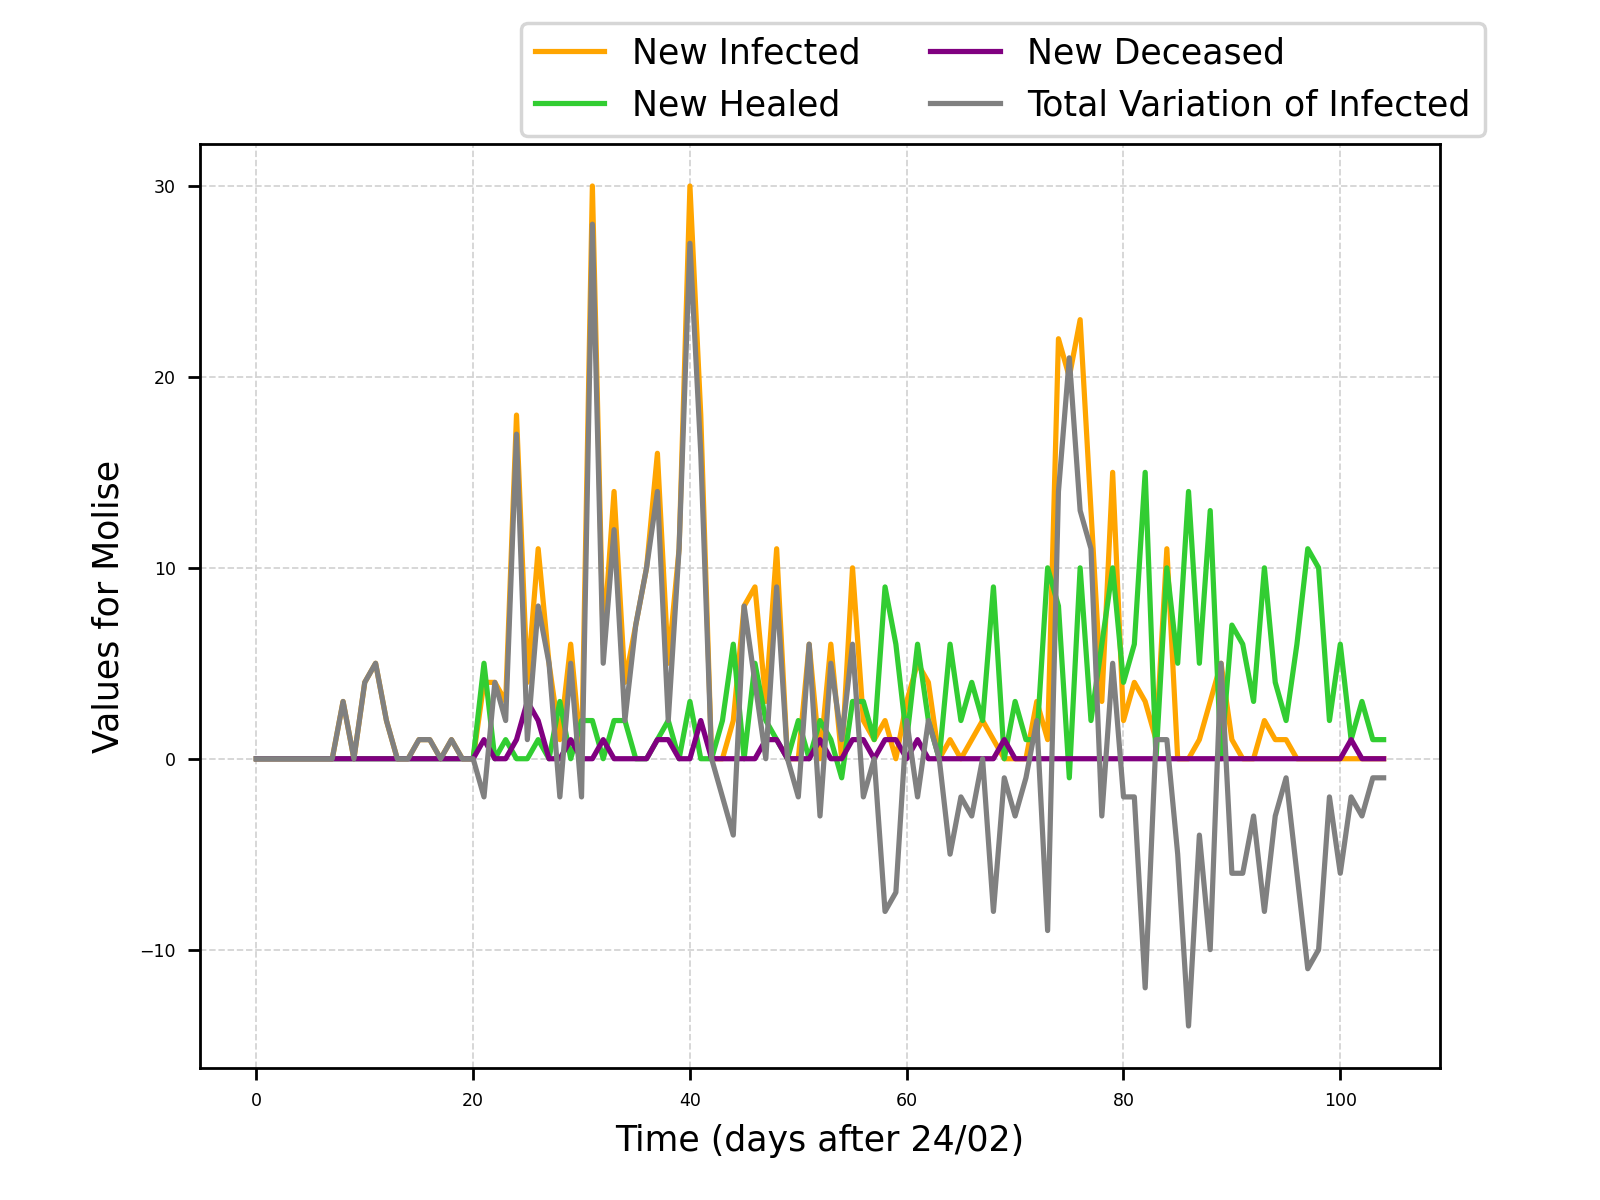 New Infected
New Healed
New Deceased
Total Variation of Infected
30
20
10
0
−10
Values for Molise
0 20 40 60 80 100
Time (days after 24/02)